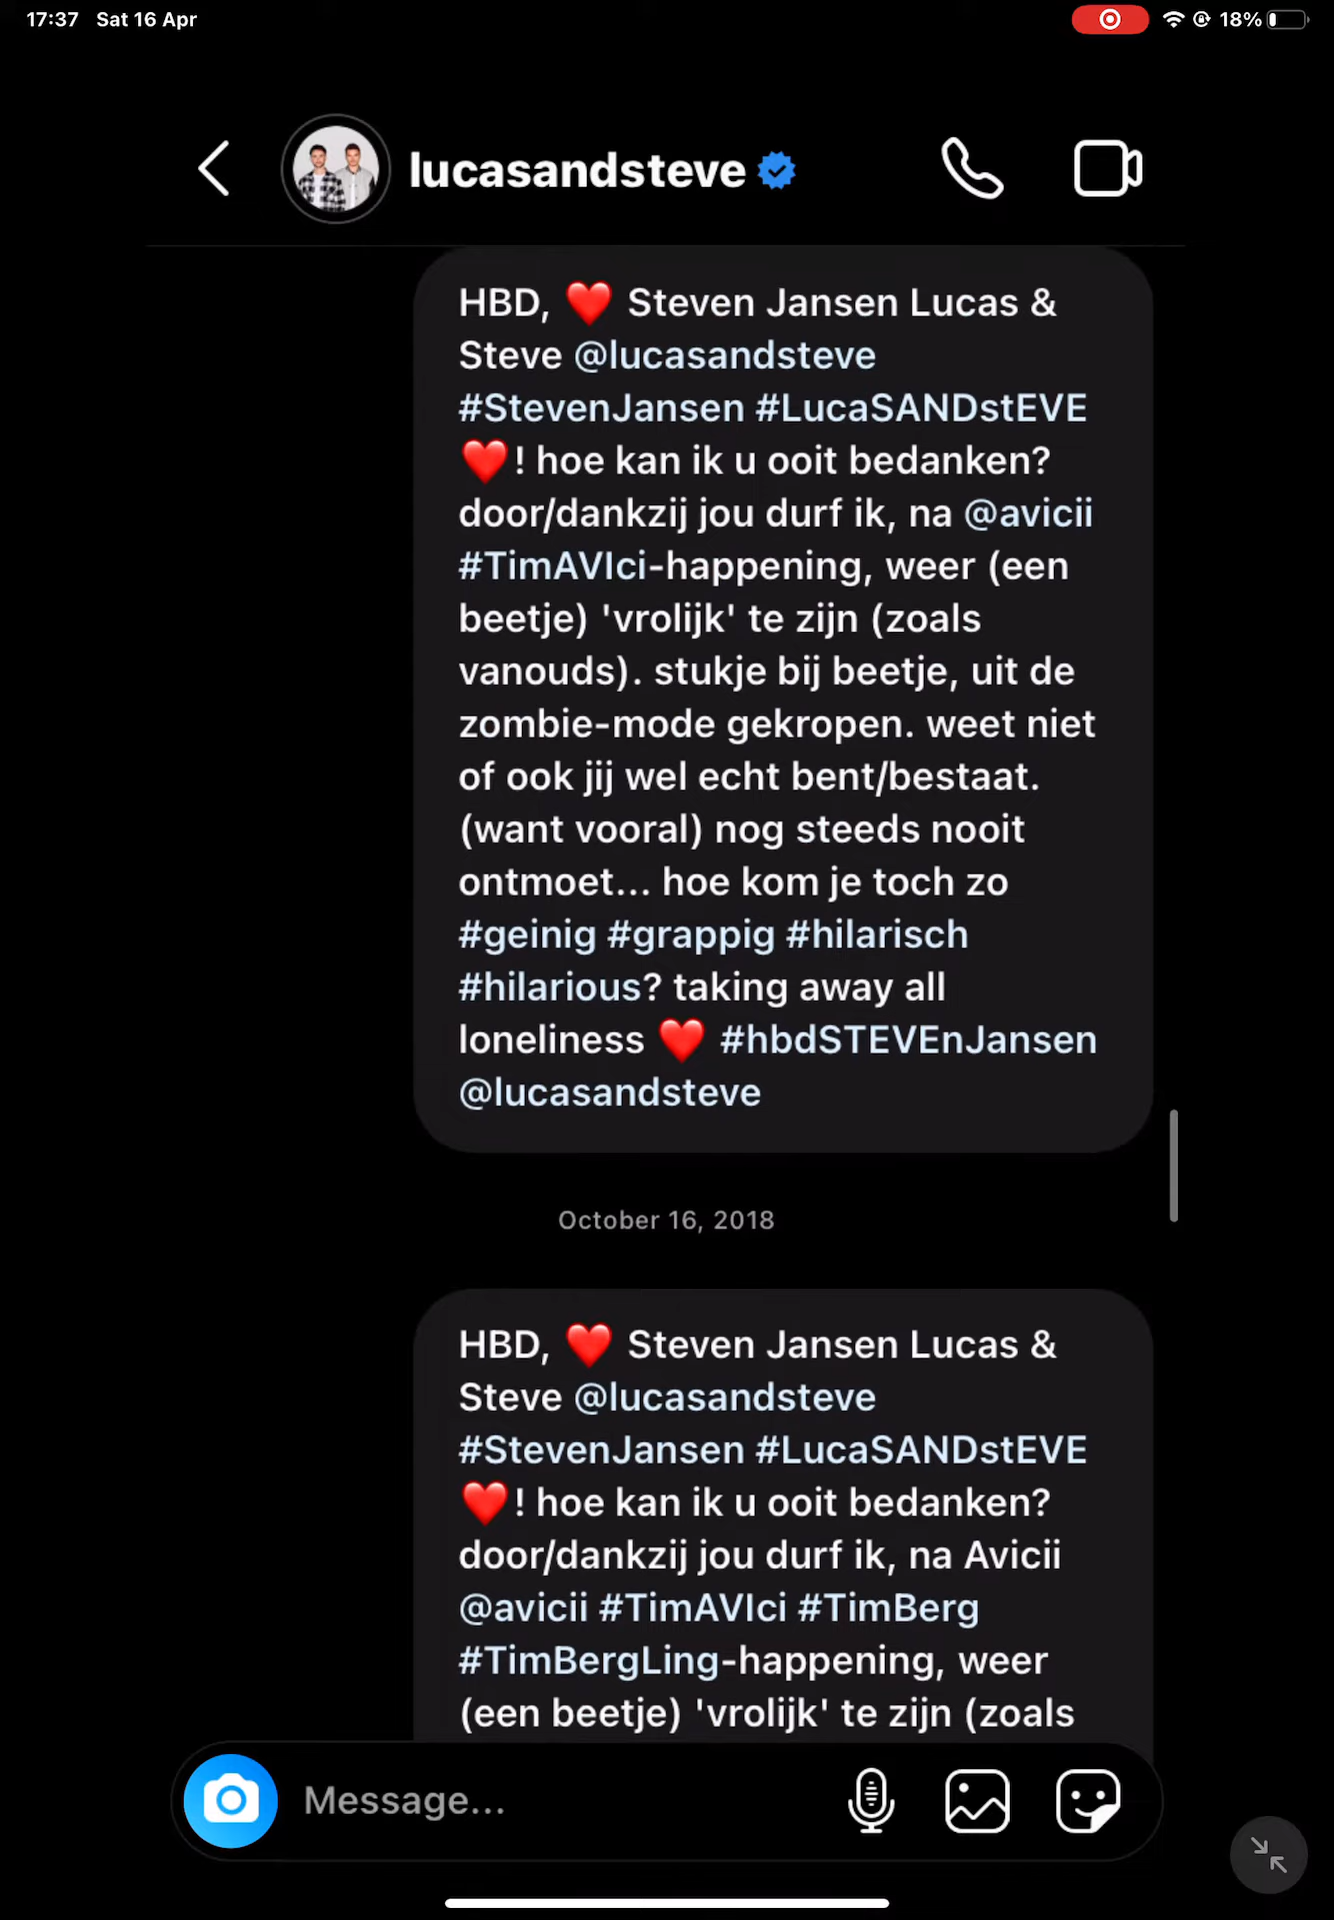 17:37 Sat 16 Apr 18%
lucasandsteve
HBD, ❤️ Steven Jansen Lucas &
Steve @lucasandsteve
#StevenJansen #LucaSANDstEVE
❤️! hoe kan ik u ooit bedanken?
door/dankzij jou durf ik, na @avicii
#TimAVIci-happening, weer (een
beetje) 'vrolijk' te zijn (zoals
vanouds). stukje bij beetje, uit de
zombie-mode gekropen. weet niet
of ook jij wel echt bent/bestaat.
(want vooral) nog steeds nooit
ontmoet... hoe kom je toch zo
#geinig #grappig #hilarisch
#hilarious? taking away all
loneliness ❤️ #hbdSTEVEnJansen
@lucasandsteve
October 16, 2018
HBD, ❤️ Steven Jansen Lucas &
Steve @lucasandsteve
#StevenJansen #LucaSANDstEVE
❤️! hoe kan ik u ooit bedanken?
door/dankzij jou durf ik, na Avicii
@avicii #TimAVIci #TimBerg
#TimBergLing-happening, weer
(een beetje) 'vrolijk' te zijn (zoals
Message...